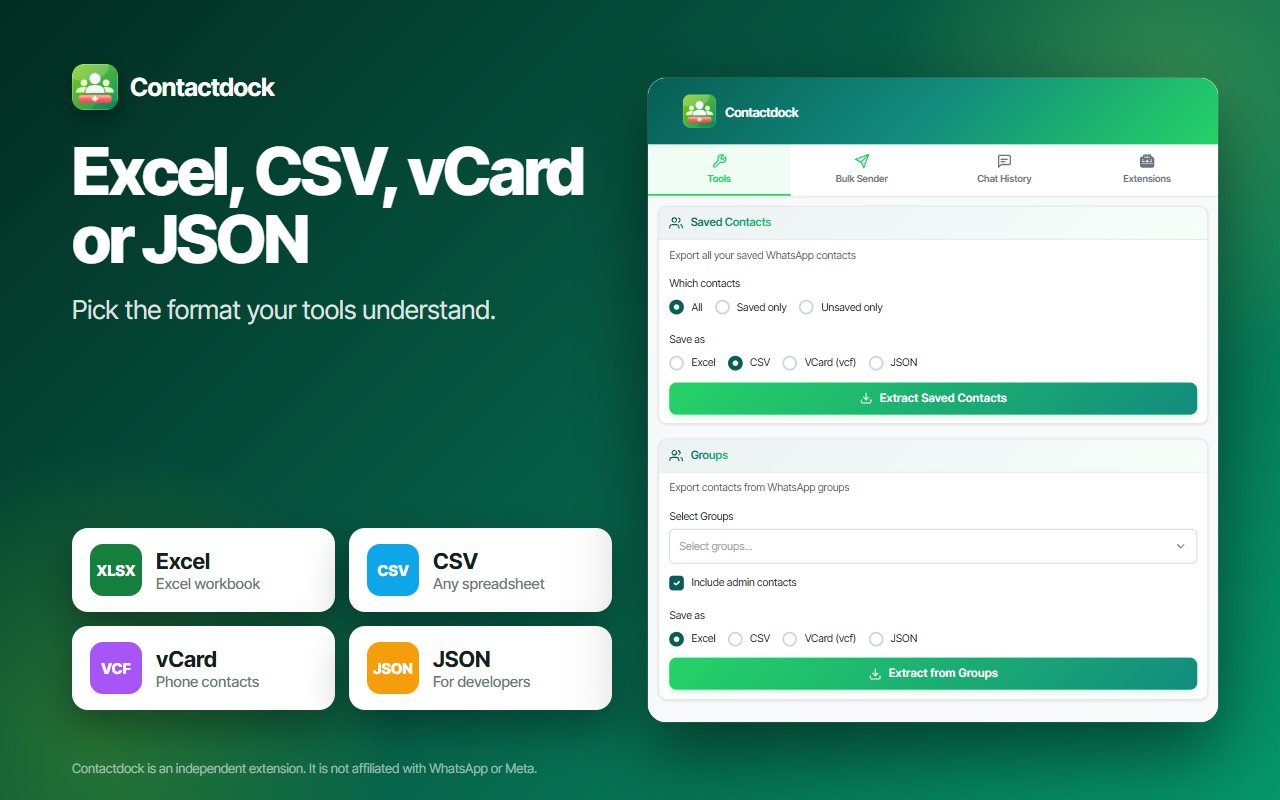 Contactdock
Excel, CSV, vCard
or JSON
Pick the format your tools understand.
XLSX
Excel
Excel workbook
CSV
CSV
Any spreadsheet
VCF
vCard
Phone contacts
JSON
JSON
For developers
Contactdock is an independent extension. It is not affiliated with WhatsApp or Meta.
Contactdock
Tools
Bulk Sender
Chat History
Extensions
Saved Contacts
Export all your saved WhatsApp contacts
Which contacts
All Saved only Unsaved only
Save as
Excel CSV VCard (vcf) JSON
Extract Saved Contacts
Groups
Export contacts from WhatsApp groups
Select Groups
Select groups...
Include admin contacts
Save as
Excel CSV VCard (vcf) JSON
Extract from Groups